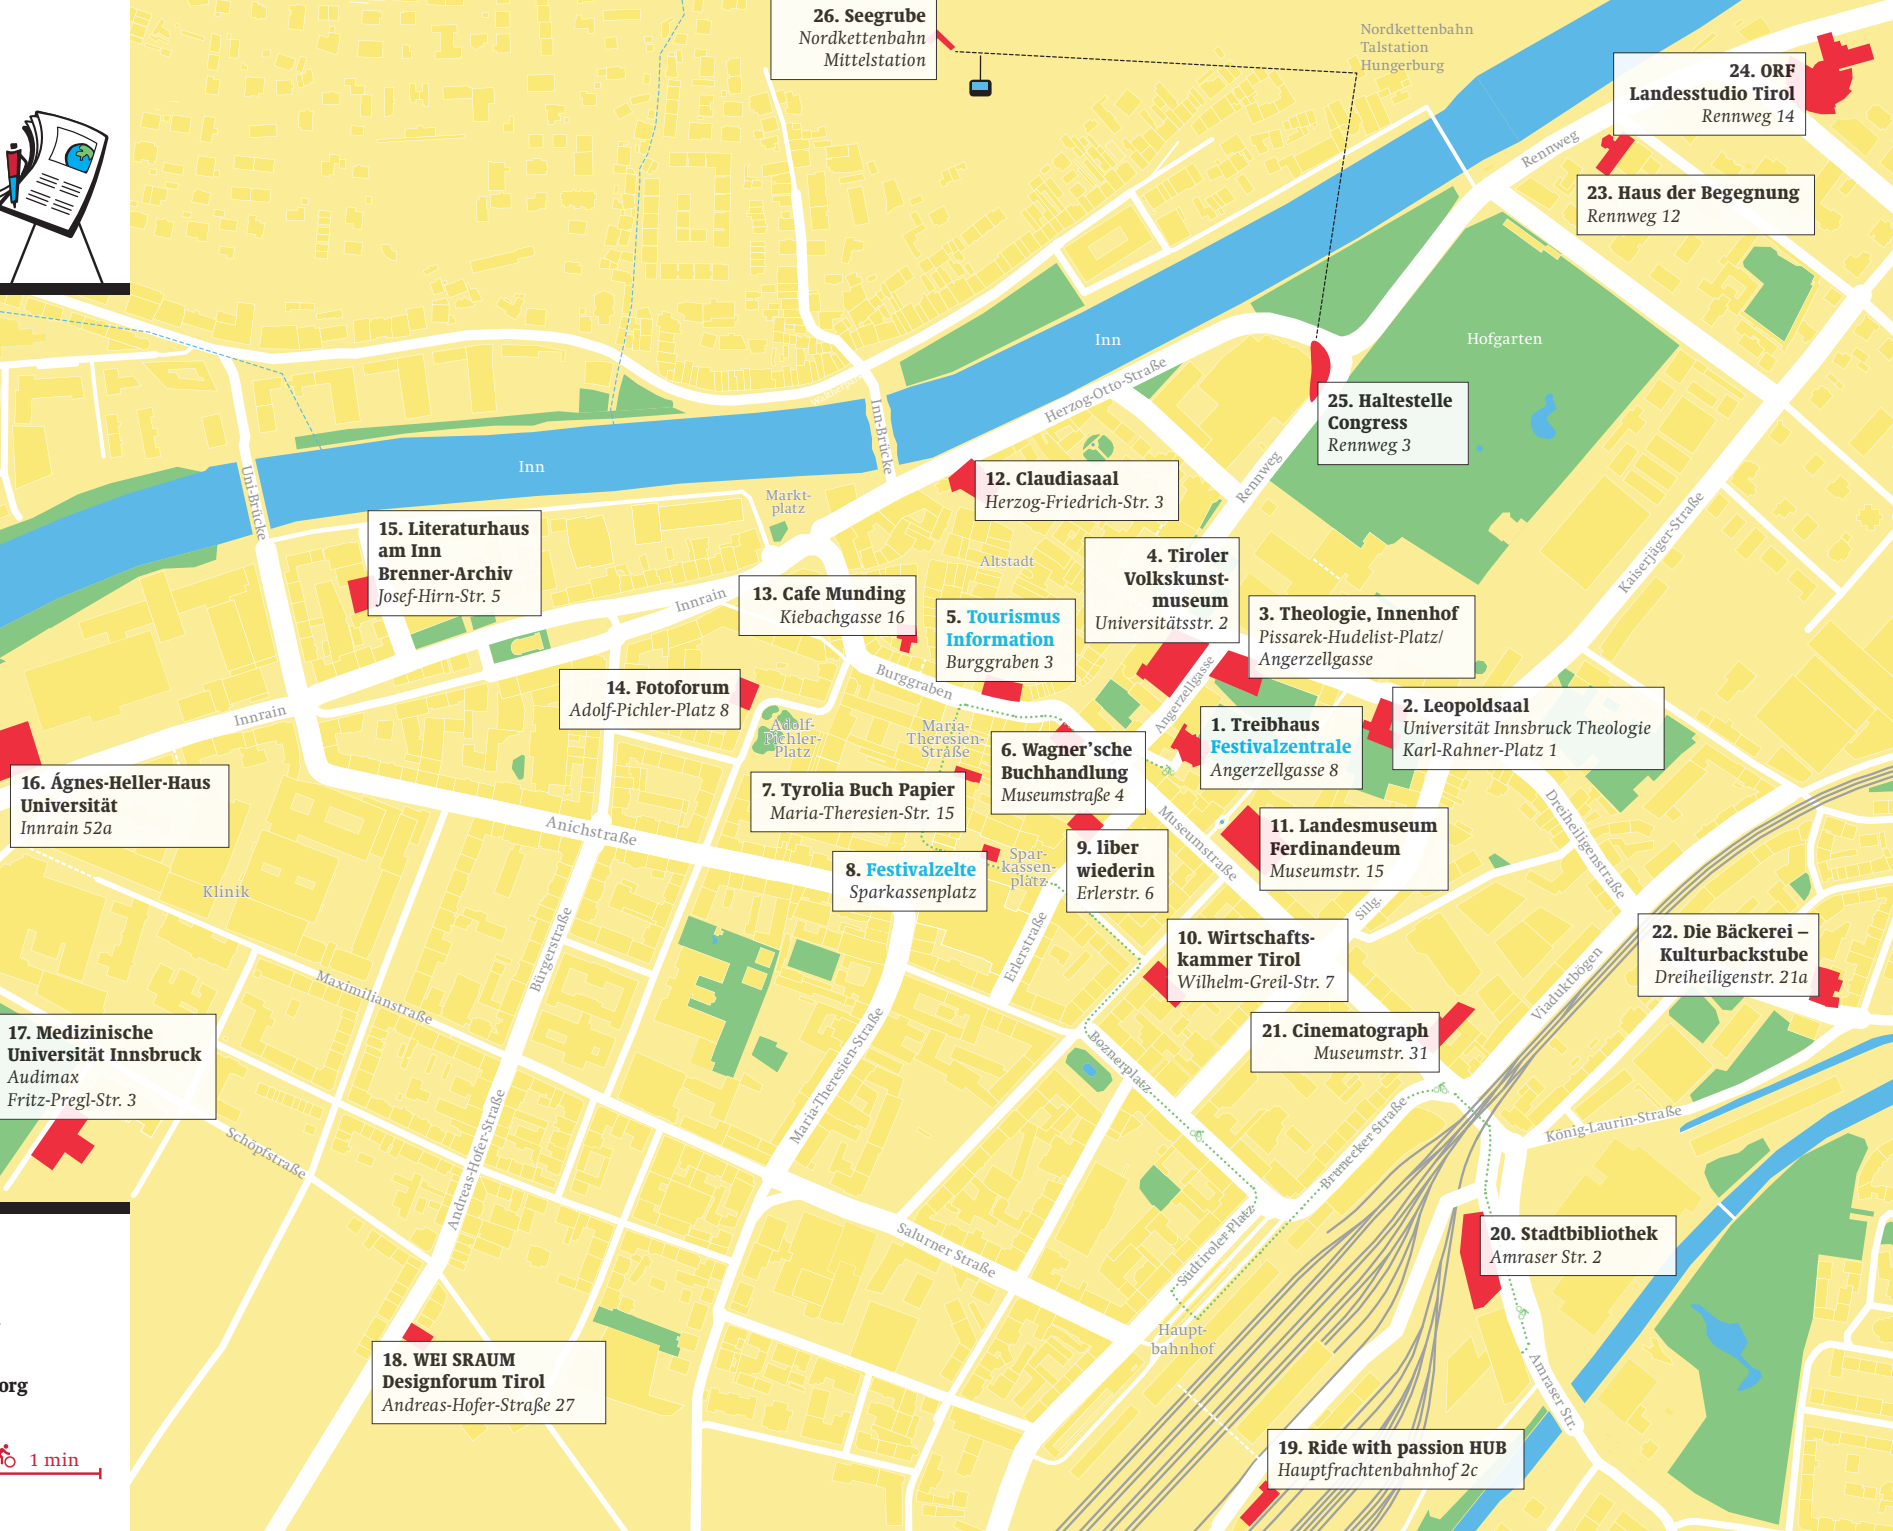 26. Seegrube
Nordkettenbahn
Mittelstation
Nordkettenbahn
Talstation
Hungerburg
24. ORF
Landesstudio Tirol
Rennweg 14
Rennweg
23. Haus der Begegnung
Rennweg 12
Inn
Hofgarten
Herzog-Otto-Straße
25. Haltestelle
Congress
Rennweg 3
Inn-Brücke
Inn
Uni-Brücke
Rennweg
12. Claudiasaal
Herzog-Friedrich-Str. 3
Markt-
platz
Kaiserjäger-Straße
15. Literaturhaus
am Inn
Brenner-Archiv
Josef-Hirn-Str. 5
Altstadt
4. Tiroler
Volkskunst-
museum
Universitätsstr. 2
13. Cafe Munding
Kiebachgasse 16
Innrain
5. Tourismus
Information
Burggraben 3
3. Theologie, Innenhof
Pissarek-Hudelist-Platz/
Angerzellgasse
Burggraben
Angerzellgasse
14. Fotoforum
Adolf-Pichler-Platz 8
Innrain
Adolf-
Pichler-
Platz
Maria-
Theresien-
Straße
1. Treibhaus
Festivalzentrale
Angerzellgasse 8
2. Leopoldsaal
Universität Innsbruck Theologie
Karl-Rahner-Platz 1
6. Wagner’sche
Buchhandlung
Museumstraße 4
16. Ágnes-Heller-Haus
Universität
Innrain 52a
7. Tyrolia Buch Papier
Maria-Theresien-Str. 15
Anichstraße
Museumstraße
Dreiheiligenstraße
11. Landesmuseum
Ferdinandeum
Museumstr. 15
9. liber
wiederin
Erlerstr. 6
8. Festivalzelte
Sparkassenplatz
Spar-
kassen-
platz
Klinik
Sillg.
Bürgerstraße
Erlerstraße
10. Wirtschafts-
kammer Tirol
Wilhelm-Greil-Str. 7
22. Die Bäckerei –
Kulturbackstube
Dreiheiligenstr. 21a
Viaduktbögen
Maximilianstraße
17. Medizinische
Universität Innsbruck
Audimax
Fritz-Pregl-Str. 3
21. Cinematograph
Museumstr. 31
Boznerplatz
Maria-Theresien-Straße
Schöpfstraße
Andreas-Hofer-Straße
Brunecker Straße
König-Laurin-Straße
Salurner Straße
Südtiroler-Platz
20. Stadtbibliothek
Amraser Str. 2
Haupt-
bahnhof
18. WEI SRAUM
Designforum Tirol
Andreas-Hofer-Straße 27
Amraser Str.
org
1 min
19. Ride with passion HUB
Hauptfrachtenbahnhof 2c